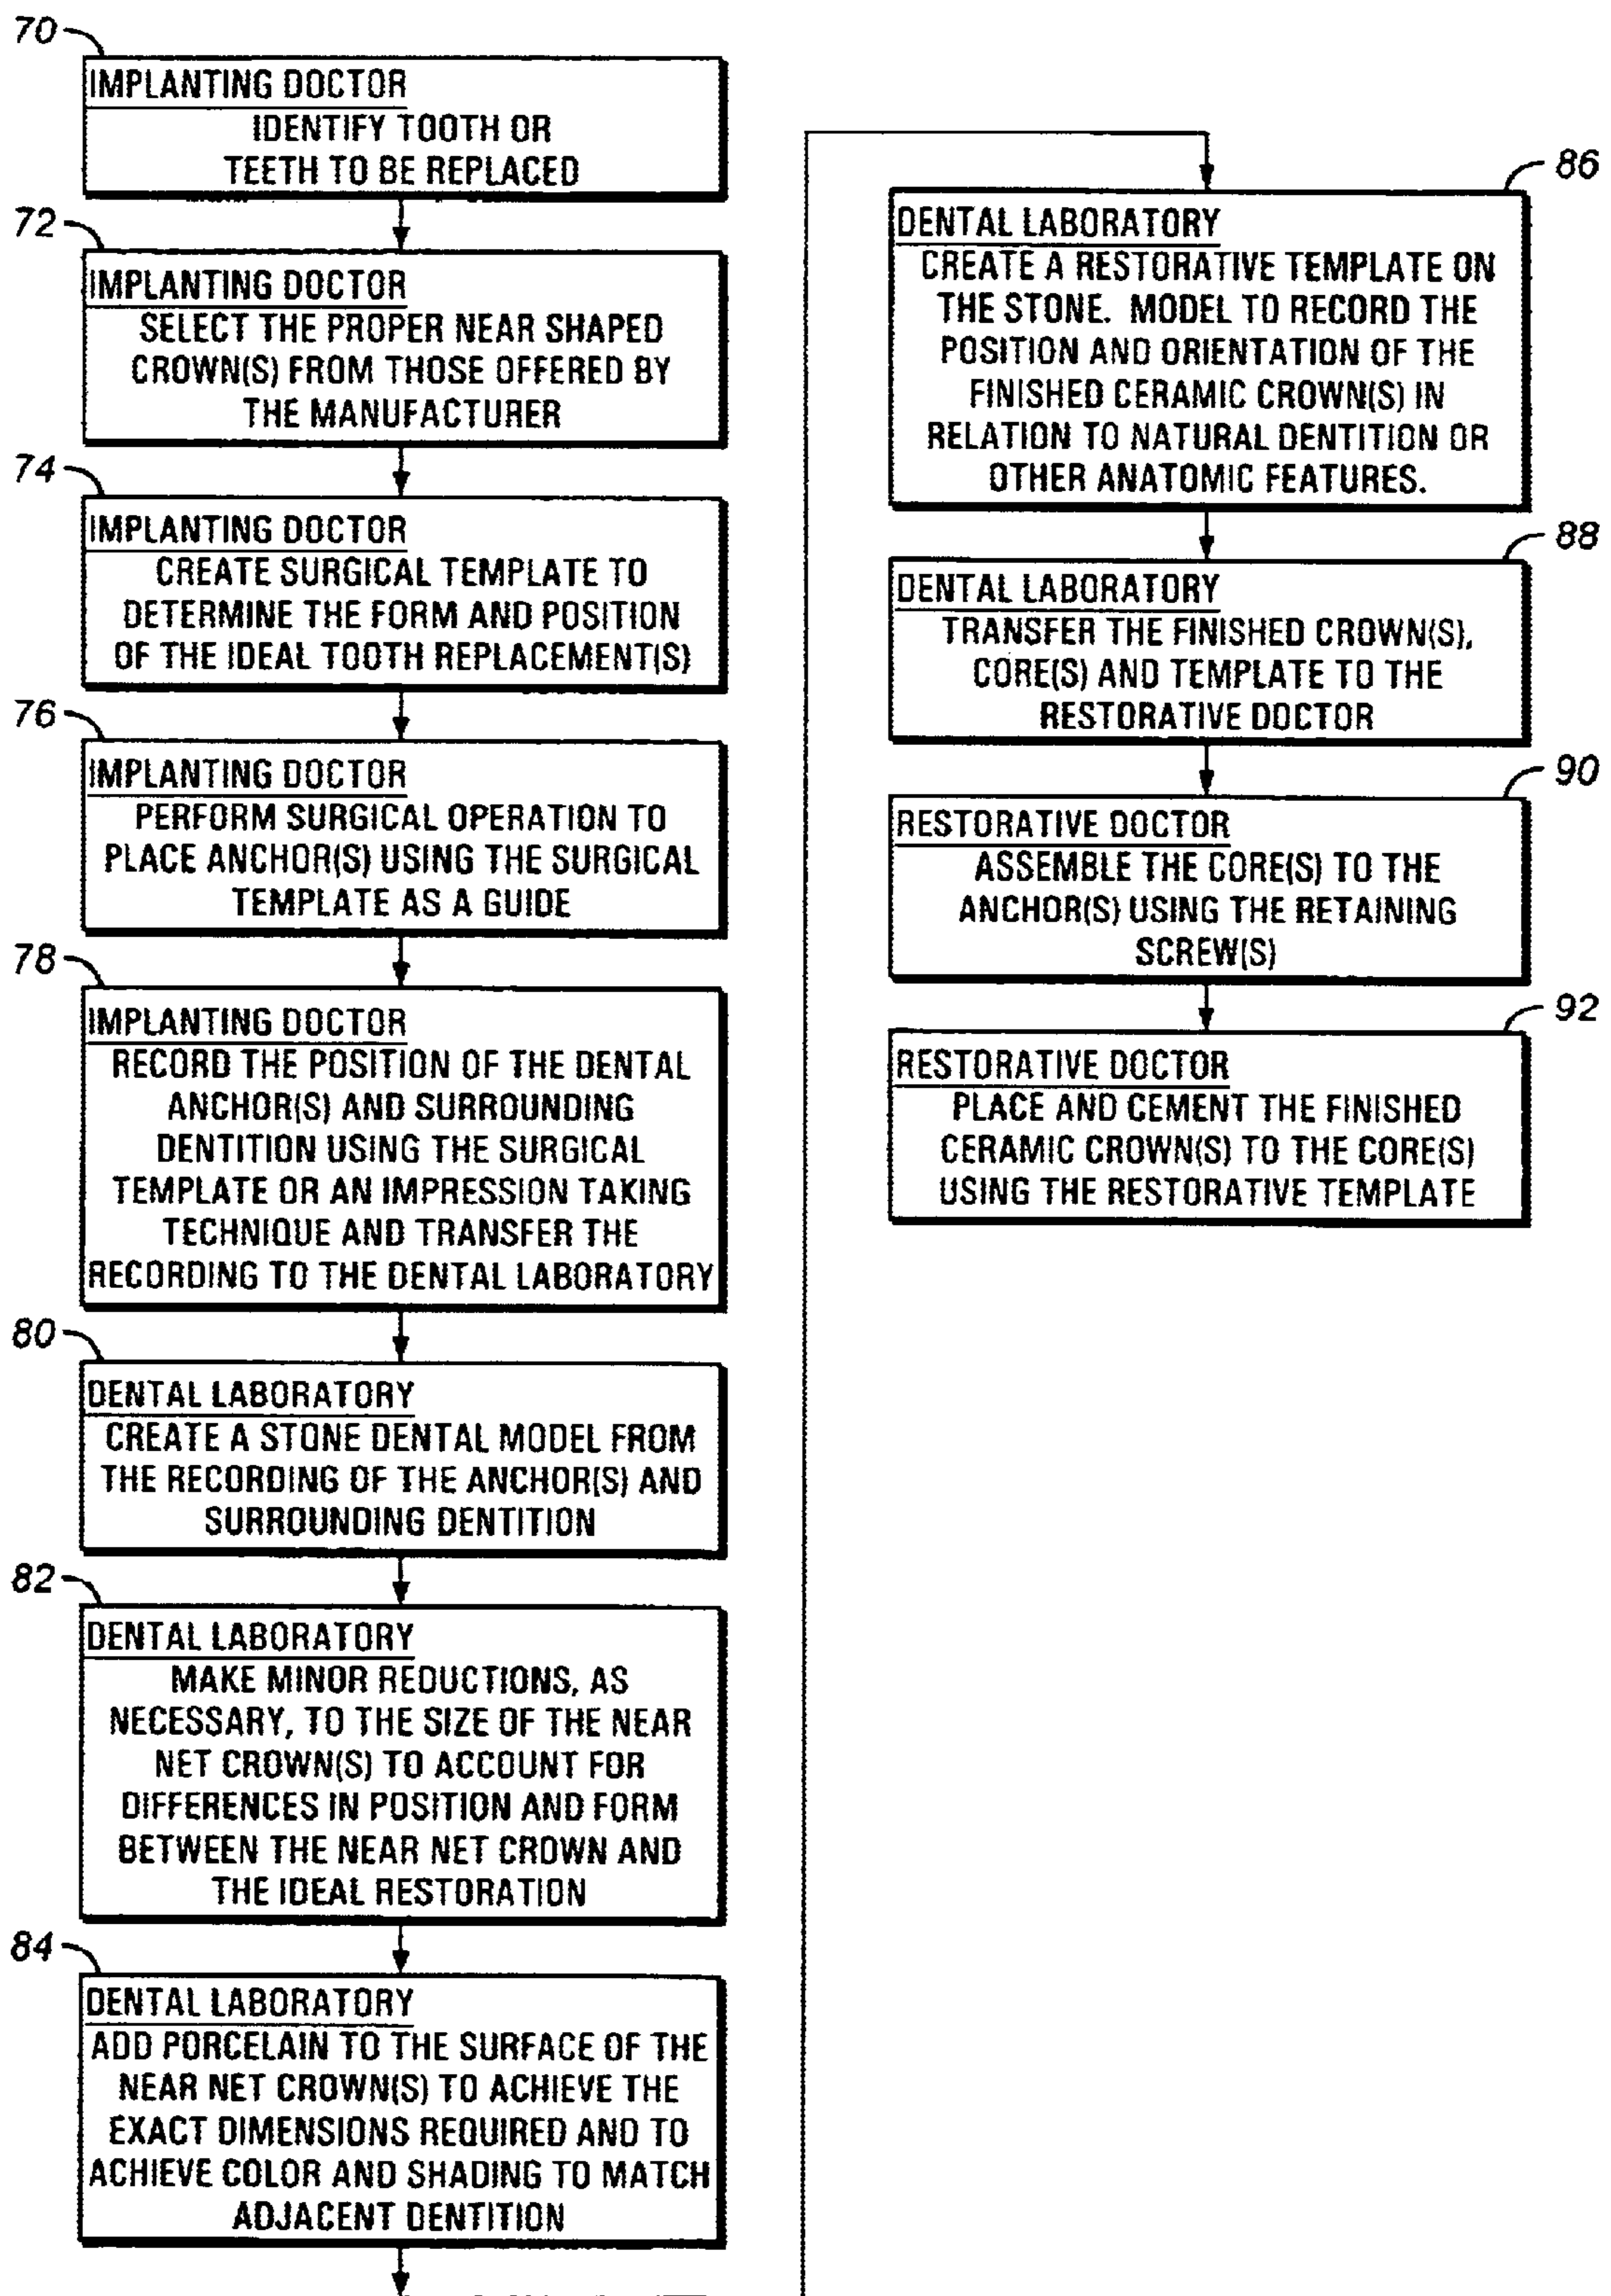 70
IMPLANTING DOCTOR
IDENTIFY TOOTH OR
TEETH TO BE REPLACED
72
IMPLANTING DOCTOR
SELECT THE PROPER NEAR SHAPED
CROWN(S) FROM THOSE OFFERED BY
THE MANUFACTURER
74
IMPLANTING DOCTOR
CREATE SURGICAL TEMPLATE TO
DETERMINE THE FORM AND POSITION
OF THE IDEAL TOOTH REPLACEMENT(S)
76
IMPLANTING DOCTOR
PERFORM SURGICAL OPERATION TO
PLACE ANCHOR(S) USING THE SURGICAL
TEMPLATE AS A GUIDE
78
IMPLANTING DOCTOR
RECORD THE POSITION OF THE DENTAL
ANCHOR(S) AND SURROUNDING
DENTITION USING THE SURGICAL
TEMPLATE OR AN IMPRESSION TAKING
TECHNIQUE AND TRANSFER THE
RECORDING TO THE DENTAL LABORATORY
80
DENTAL LABORATORY
CREATE A STONE DENTAL MODEL FROM
THE RECORDING OF THE ANCHOR(S) AND
SURROUNDING DENTITION
82
DENTAL LABORATORY
MAKE MINOR REDUCTIONS, AS
NECESSARY, TO THE SIZE OF THE NEAR
NET CROWN(S) TO ACCOUNT FOR
DIFFERENCES IN POSITION AND FORM
BETWEEN THE NEAR NET CROWN AND
THE IDEAL RESTORATION
84
DENTAL LABORATORY
ADD PORCELAIN TO THE SURFACE OF THE
NEAR NET CROWN(S) TO ACHIEVE THE
EXACT DIMENSIONS REQUIRED AND TO
ACHIEVE COLOR AND SHADING TO MATCH
ADJACENT DENTITION
86
DENTAL LABORATORY
CREATE A RESTORATIVE TEMPLATE ON
THE STONE. MODEL TO RECORD THE
POSITION AND ORIENTATION OF THE
FINISHED CERAMIC CROWN(S) IN
RELATION TO NATURAL DENTITION OR
OTHER ANATOMIC FEATURES.
88
DENTAL LABORATORY
TRANSFER THE FINISHED CROWN(S),
CORE(S) AND TEMPLATE TO THE
RESTORATIVE DOCTOR
90
RESTORATIVE DOCTOR
ASSEMBLE THE CORE(S) TO THE
ANCHOR(S) USING THE RETAINING
SCREW(S)
92
RESTORATIVE DOCTOR
PLACE AND CEMENT THE FINISHED
CERAMIC CROWN(S) TO THE CORE(S)
USING THE RESTORATIVE TEMPLATE